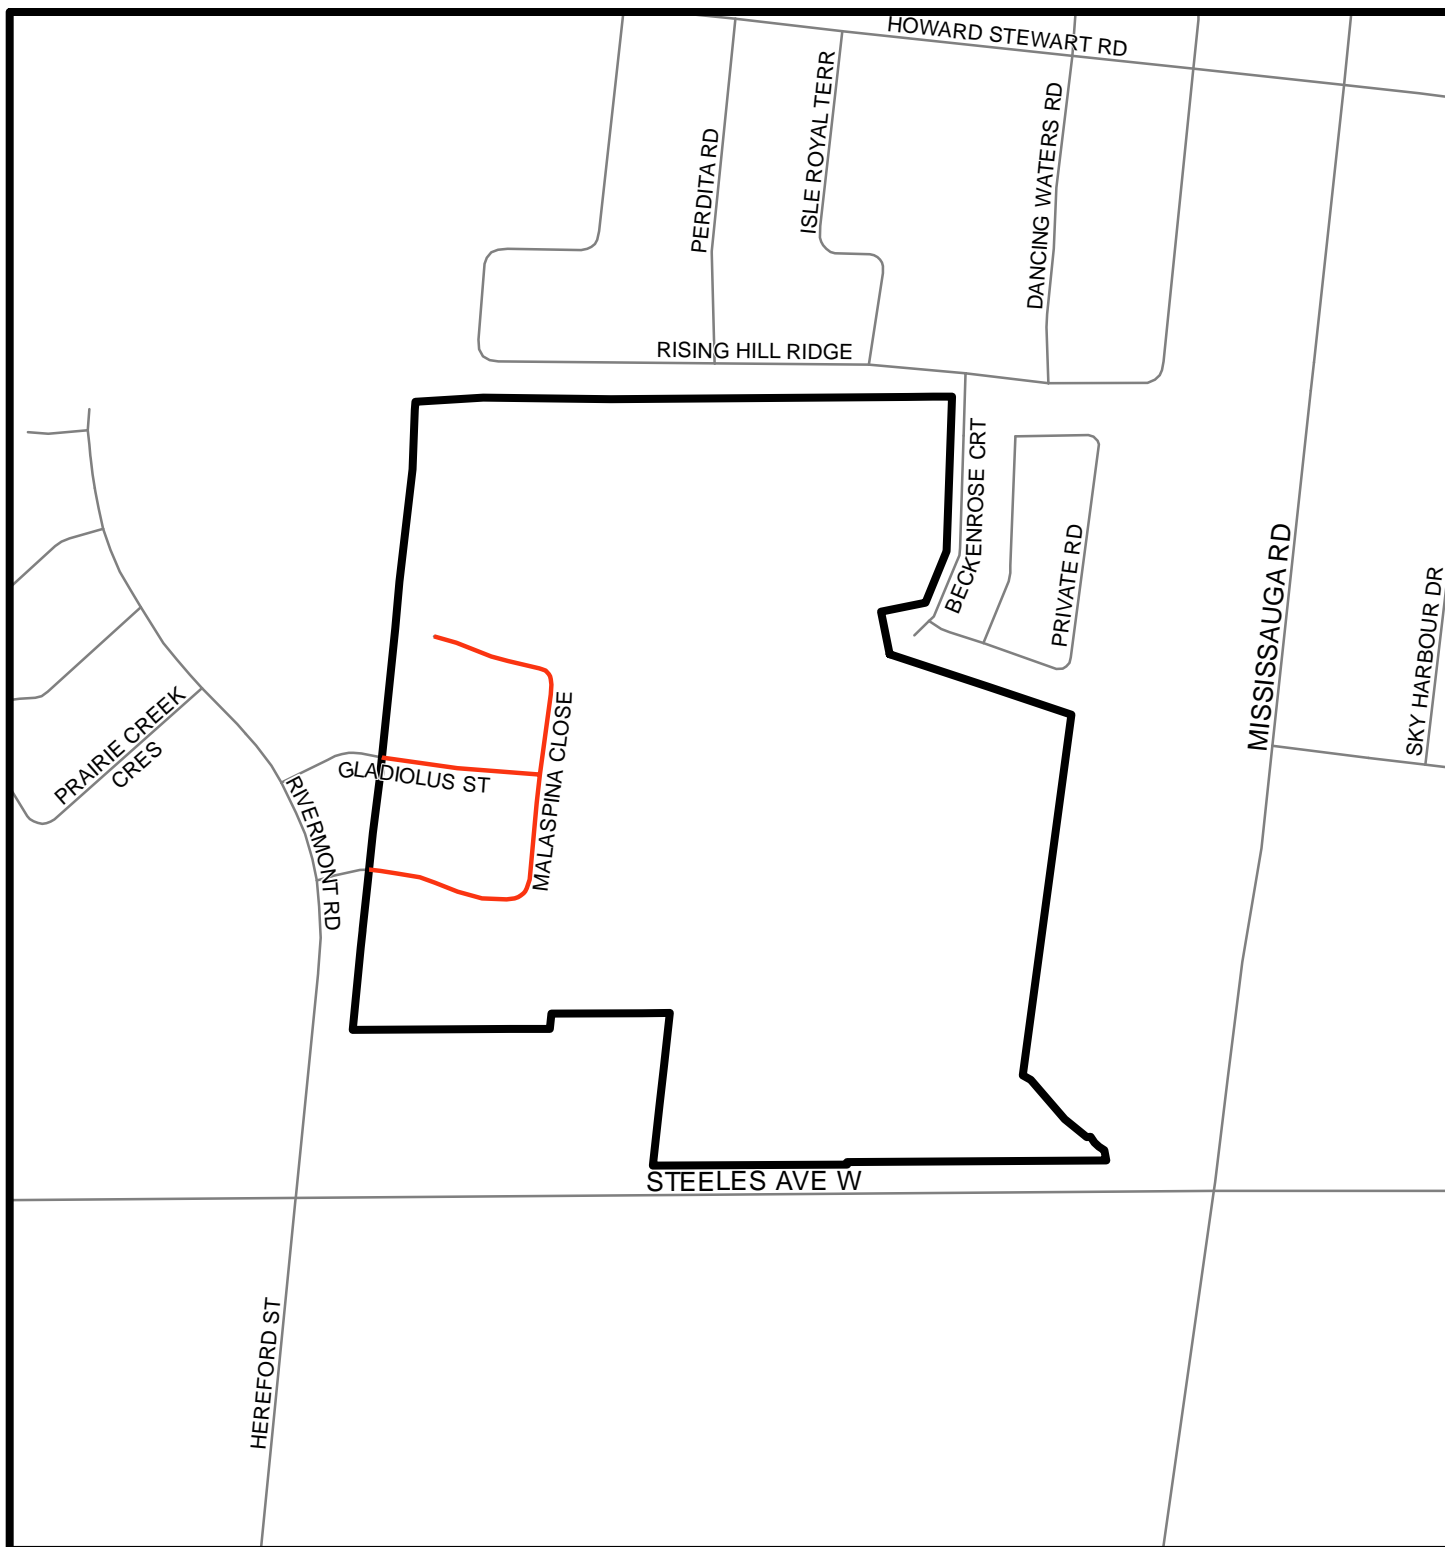 HOWARD STEWART RD
PERDITA RD
ISLE ROYAL TERR
DANCING WATERS RD
RISING HILL RIDGE
BECKENROSE CRT
PRIVATE RD
MISSISSAUGA RD
SKY HARBOUR DR
PRAIRIE CREEK
CRES
GLADIOLUS ST
MALASPINA CLOSE
RIVERMONT RD
STEELES AVE W
HEREFORD ST